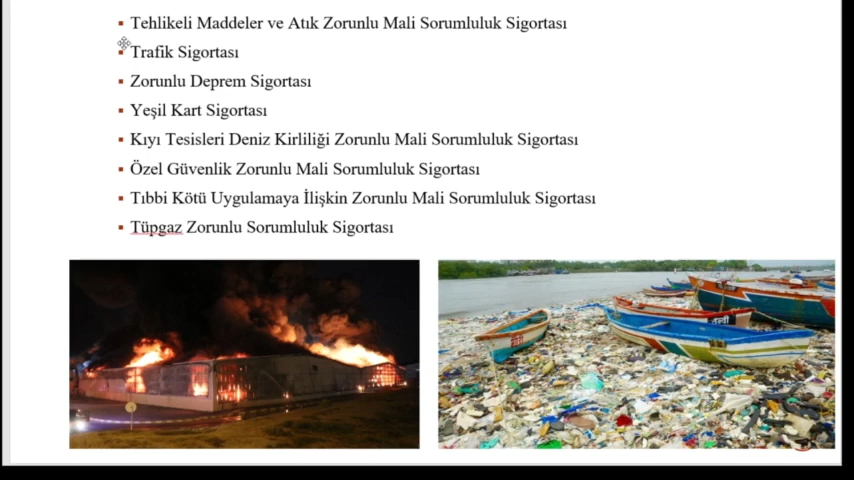 Tehlikeli Maddeler ve Atık Zorunlu Mali Sorumluluk Sigortası
Trafik Sigortası
Zorunlu Deprem Sigortası
Yeşil Kart Sigortası
Kıyı Tesisleri Deniz Kirliliği Zorunlu Mali Sorumluluk Sigortası
Özel Güvenlik Zorunlu Mali Sorumluluk Sigortası
Tıbbi Kötü Uygulamaya İlişkin Zorunlu Mali Sorumluluk Sigortası
Tüpgaz Zorunlu Sorumluluk Sigortası